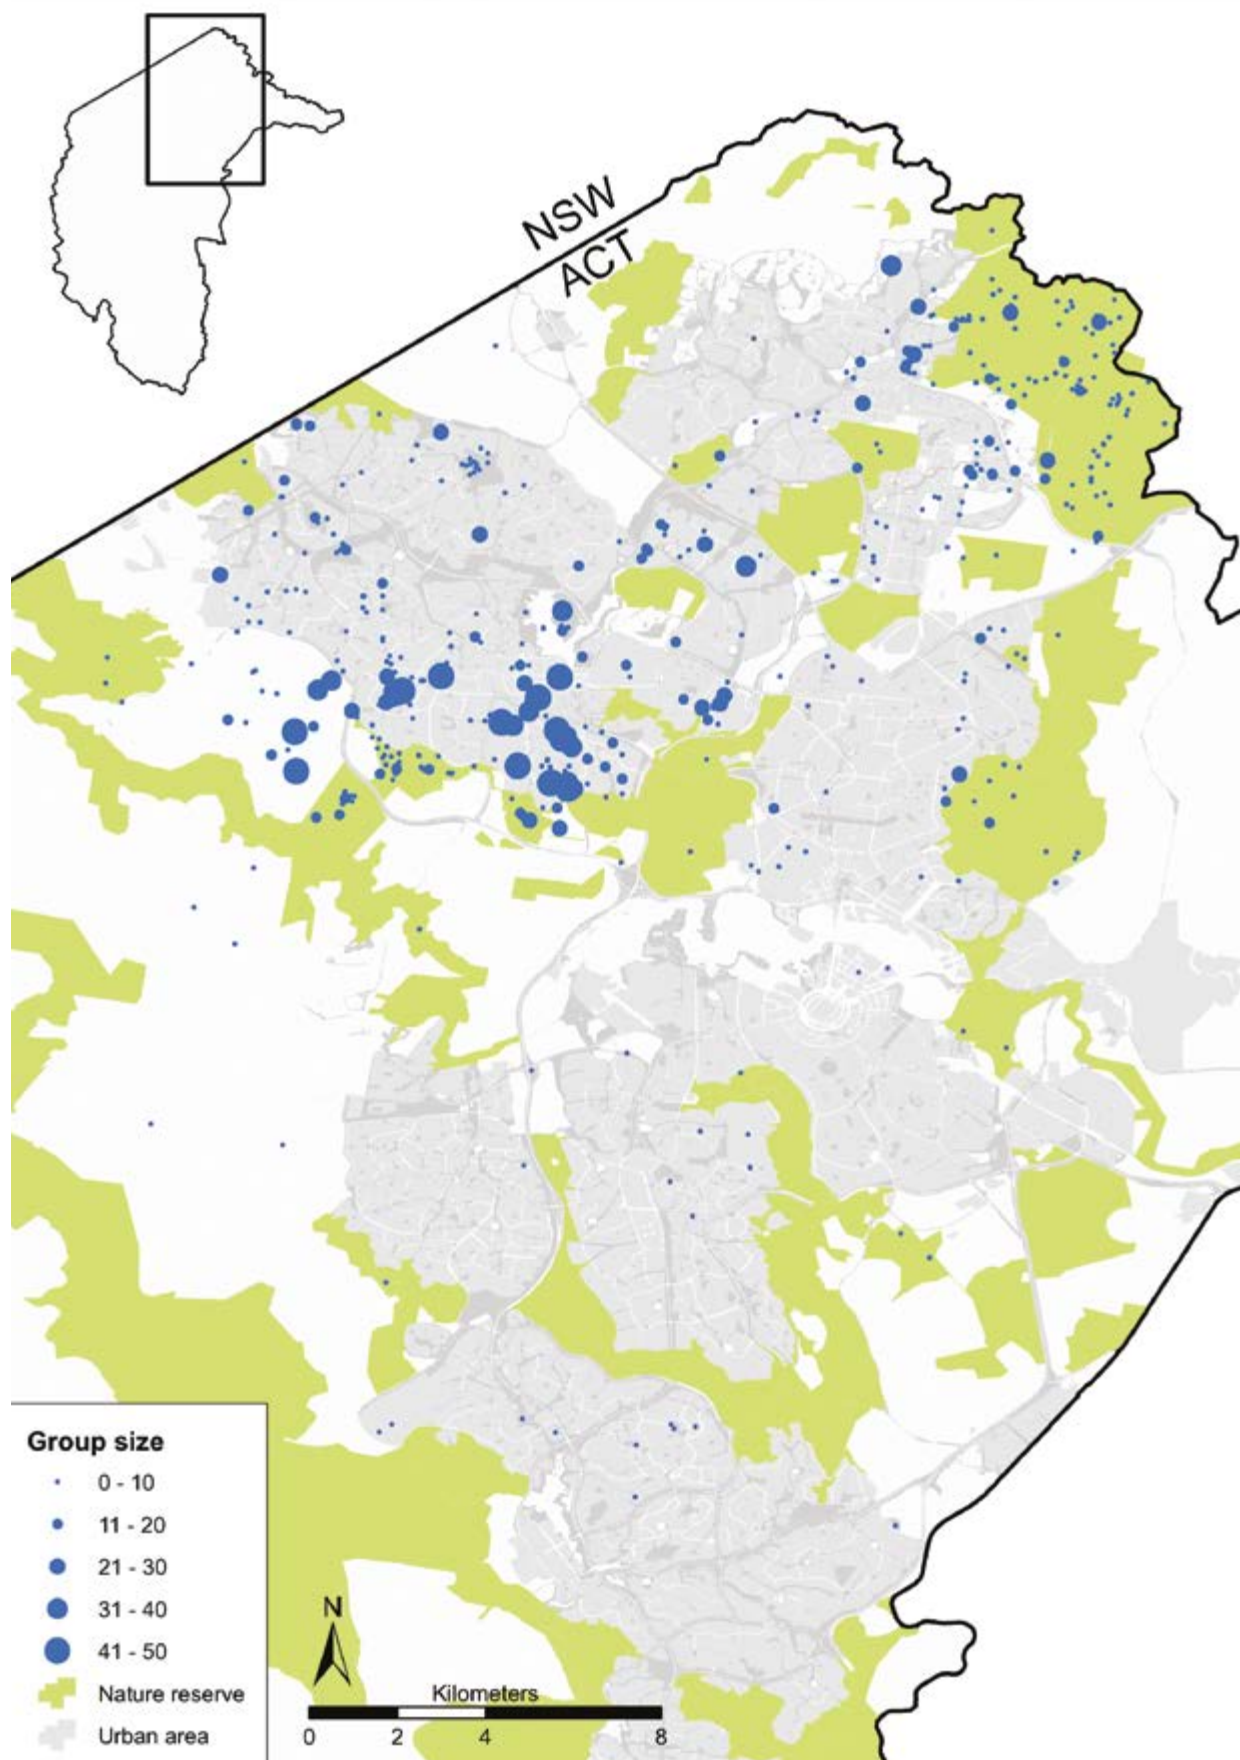 NSW
ACT
Group size
0 - 10
11 - 20
21 - 30
31 - 40
41 - 50
Nature reserve
Urban area
N
Kilometers
0 2 4 8